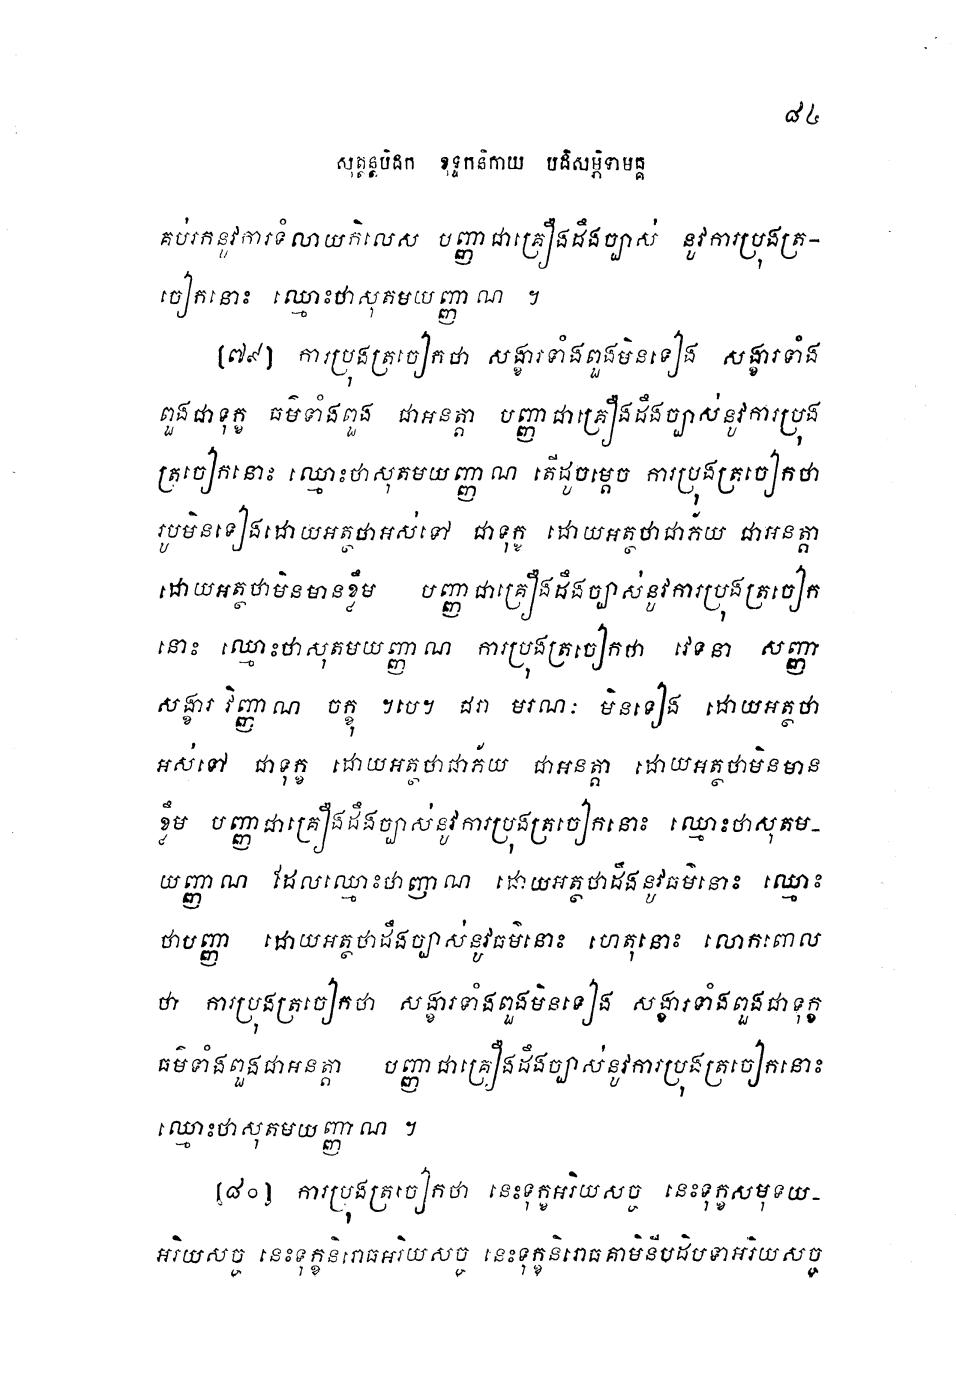 ៨៤
សុត្តន្តបិដក ខុទ្ទកនិកាយ បដិសម្ភិទាមគ្គ
គប់រកនូវការទំលាយកិលេស បញ្ញាជាគ្រឿងដឹងច្បាស់ នូវការប្រុងត្រ-
ចៀកនោះ ឈ្មោះថាសុតមយញ្ញាណ ។
[៧៩] ការប្រុងត្រចៀកថា សង្ខារទាំងពួងមិនទៀង សង្ខារទាំង
ពួងជាទុក្ខ ធម៌ទាំងពួង ជាអនត្តា បញ្ញាជាគ្រឿងដឹងច្បាស់នូវការប្រុង
ត្រចៀកនោះ ឈ្មោះថាសុតមយញ្ញាណ តើដូចម្តេច ការប្រុងត្រចៀកថា
រូបមិនទៀងដោយអត្ថថាអស់ទៅ ជាទុក្ខ ដោយអត្ថថាជាភ័យ ជាអនត្តា
ដោយអត្ថថាមិនមានខ្លឹម បញ្ញាជាគ្រឿងដឹងច្បាស់នូវការប្រុងត្រចៀក
នោះ ឈ្មោះថាសុតមយញ្ញាណ ការប្រុងត្រចៀកថា វេទនា សញ្ញា
សង្ខារ វិញ្ញាណ ចក្ខុ ។បេ។ ជរា មរណៈ មិនទៀង ដោយអត្ថថា
អស់ទៅ ជាទុក្ខ ដោយអត្ថថាជាភ័យ ជាអនត្តា ដោយអត្ថថាមិនមាន
ខ្លឹម បញ្ញាជាគ្រឿងដឹងច្បាស់នូវការប្រុងត្រចៀកនោះ ឈ្មោះថាសុតម-
យញ្ញាណ ដែលឈ្មោះថាញាណ ដោយអត្ថថាដឹងនូវធម៌នោះ ឈ្មោះ
ថាបញ្ញា ដោយអត្ថថាដឹងច្បាស់នូវធម៌នោះ ហេតុនោះ លោកពោល
ថា ការប្រុងត្រចៀកថា សង្ខារទាំងពួងមិនទៀង សង្ខារទាំងពួងជាទុក្ខ
ធម៌ទាំងពួងជាអនត្តា បញ្ញាជាគ្រឿងដឹងច្បាស់នូវការប្រុងត្រចៀកនោះ
ឈ្មោះថាសុតមយញ្ញាណ ។
[៨០] ការប្រុងត្រចៀកថា នេះទុក្ខអរិយសច្ច នេះទុក្ខសមុទយ-
អរិយសច្ច នេះទុក្ខនិរោធអរិយសច្ច នេះទុក្ខនិរោធគាមិនីបដិបទាអរិយសច្ច